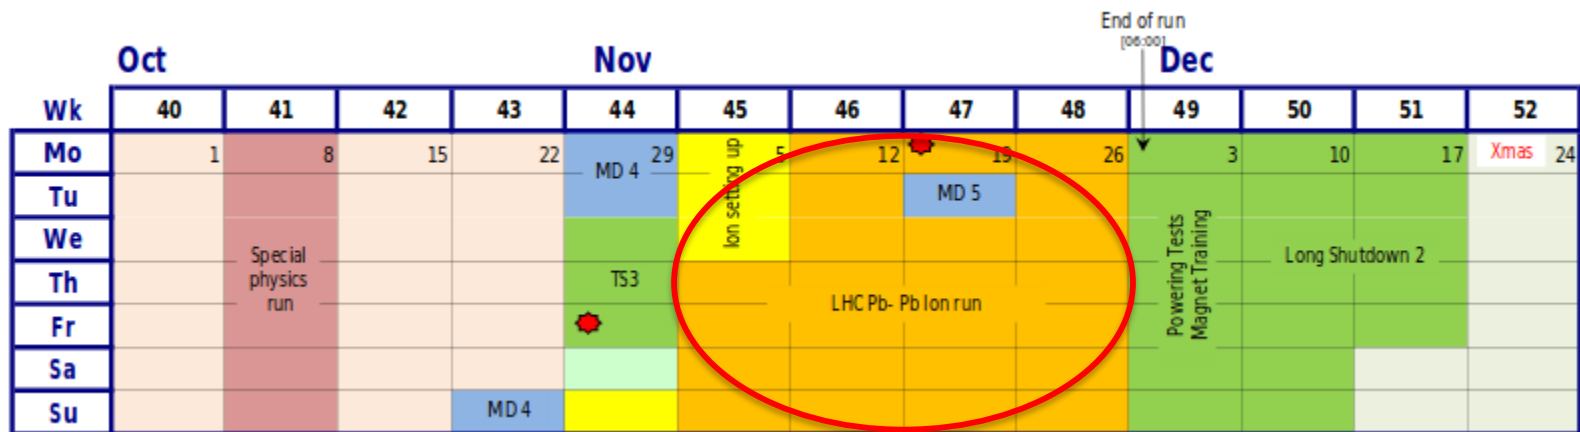 End of run
[06:00]
Oct Nov Dec
Wk 40 41 42 43 44 45 46 47 48 49 50 51 52
Mo 1 8 15 22 29 5 12 19 26 3 10 17 Xmas 24
MD 4
Tu MD 5
We
Ion setting up
Special
physics
run
Th TS3 Long Shutdown 2
LHC Pb- Pb Ion run
Powering Tests
Magnet Training
Fr
Sa
Su MD 4